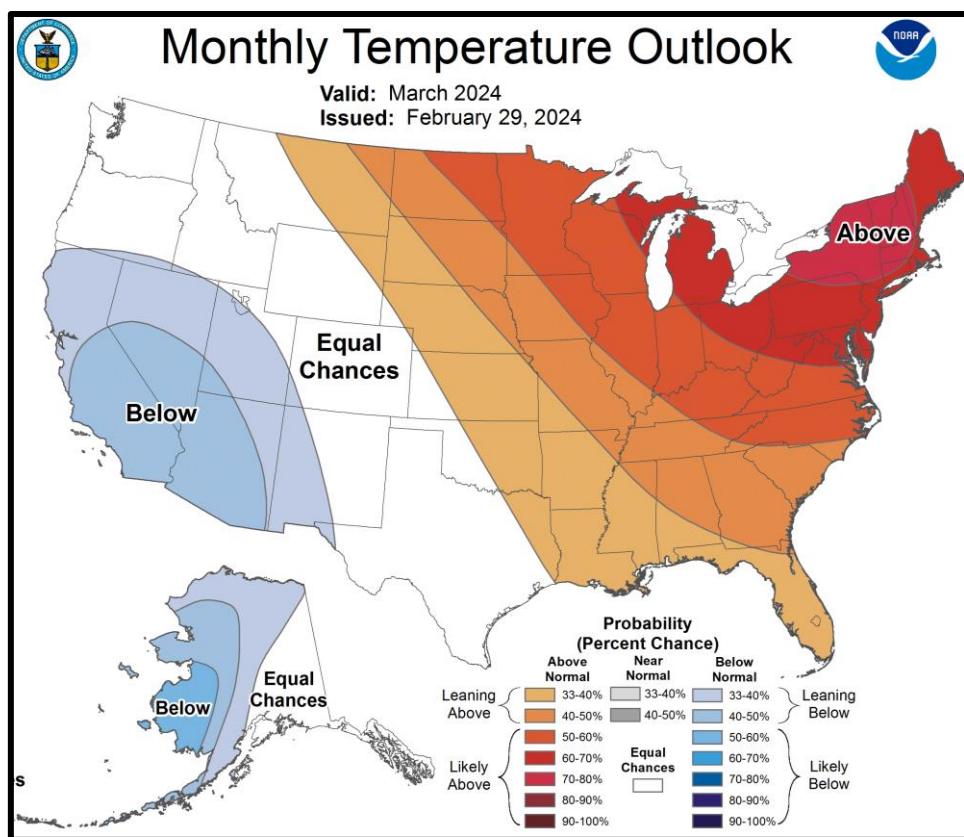 Monthly Temperature Outlook
NOAA
Valid: March 2024
Issued: February 29, 2024
Above
Equal
Chances
Below
Below
Equal
Chances
s
Probability
(Percent Chance)
Above
Normal
Near
Normal
Below
Normal
Leaning
Above
33-40%
33-40%
33-40%
Leaning
Below
40-50%
40-50%
40-50%
Likely
Above
50-60%
60-70%
70-80%
80-90%
90-100%
Equal
Chances
50-60%
60-70%
70-80%
80-90%
90-100%
Likely
Below